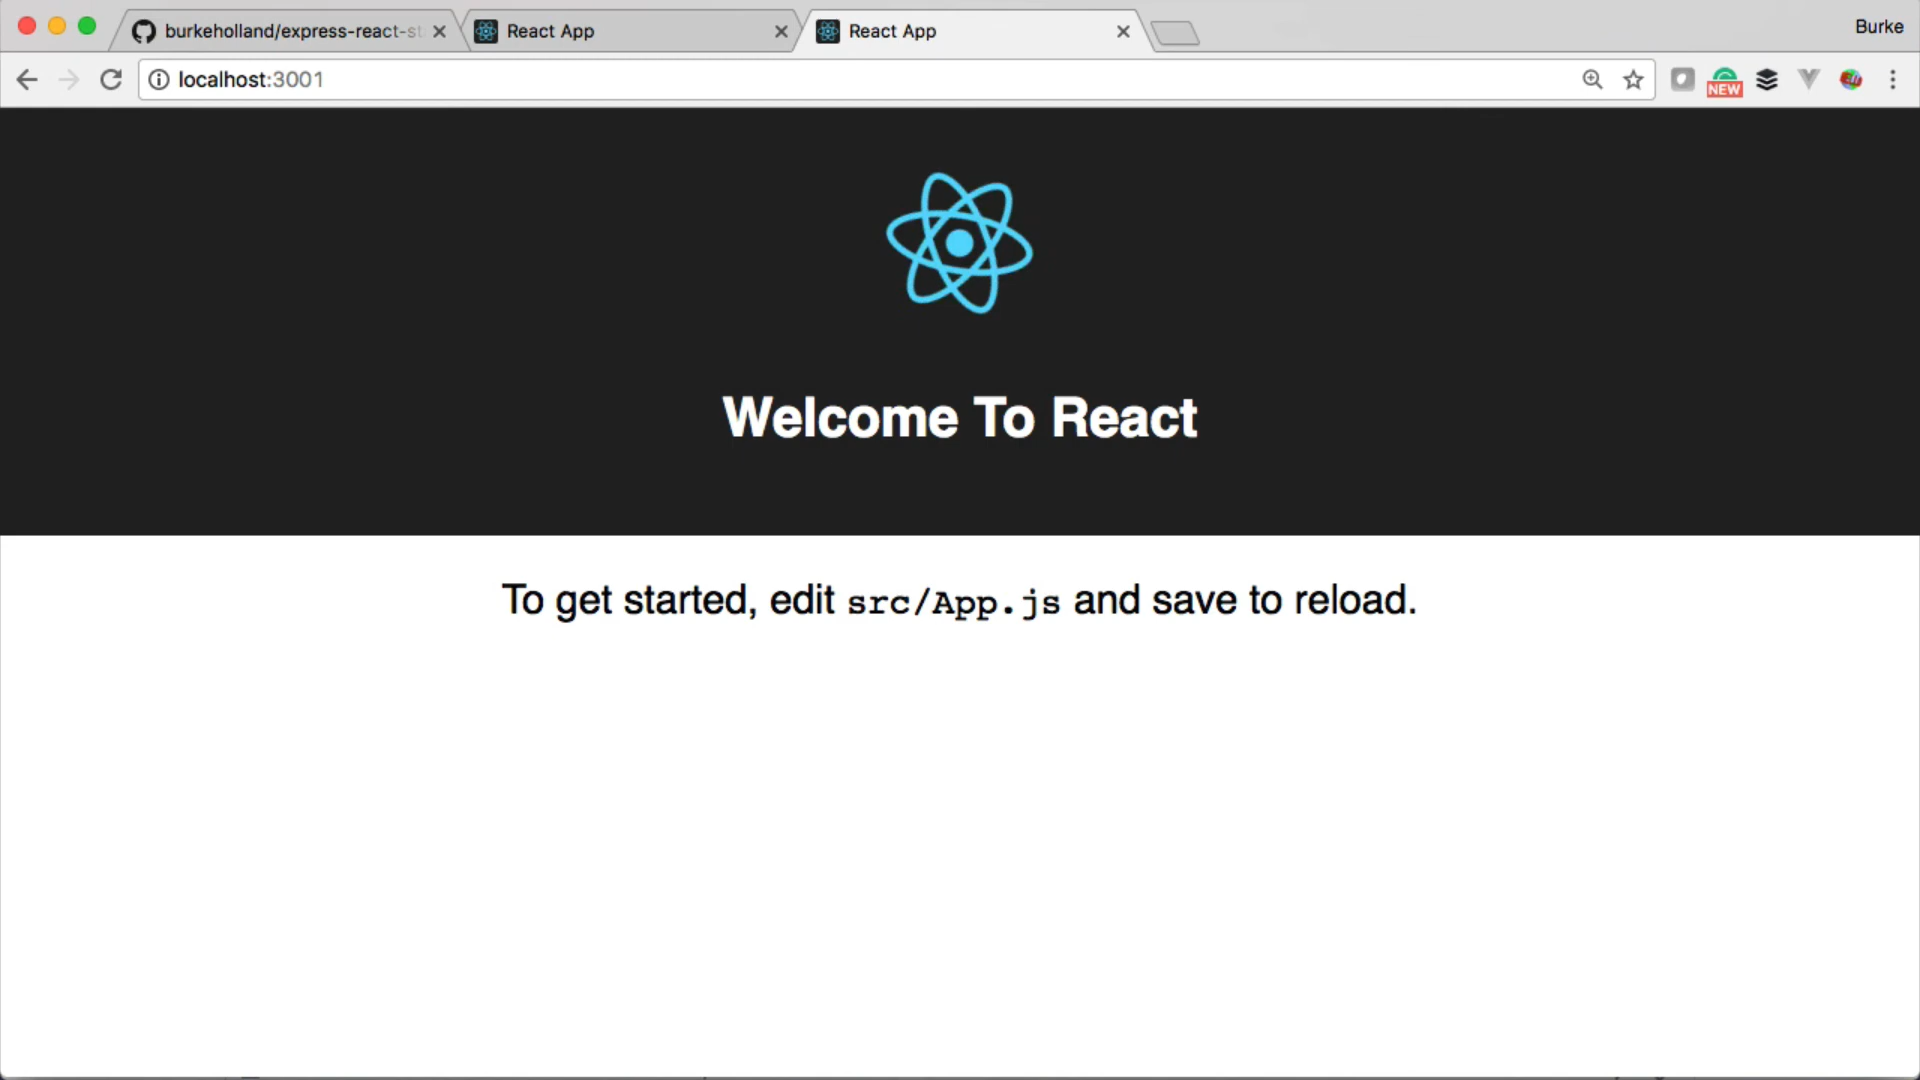 burkeholland/express-react-st
React App
React App
Burke
localhost:3001
NEW
Welcome To React
To get started, edit src/App.js and save to reload.